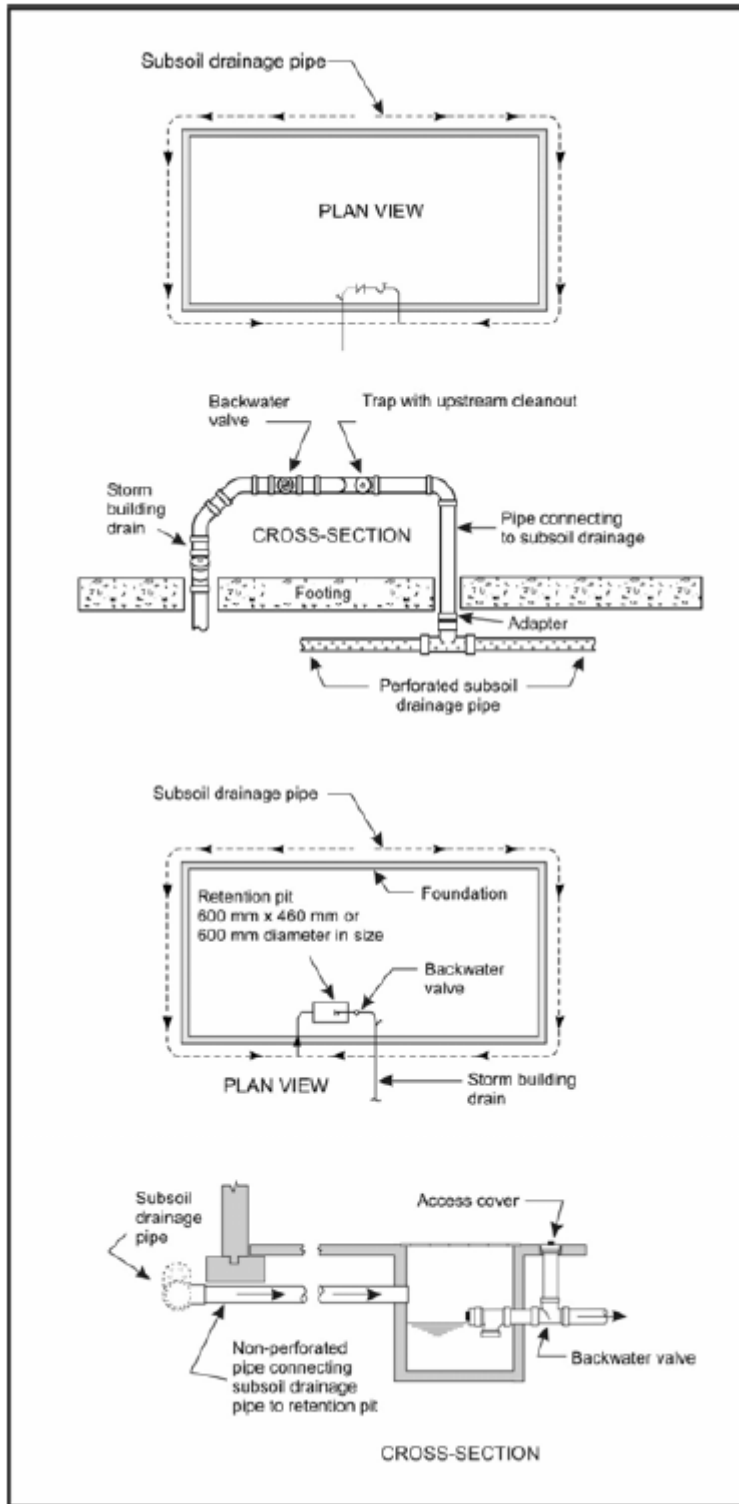 Subsoil drainage pipe
PLAN VIEW
Backwater
valve
Trap with upstream cleanout
Storm
building
drain
CROSS-SECTION
Pipe connecting
to subsoil drainage
Footing
Adapter
Perforated subsoil
drainage pipe
Subsoil drainage pipe
Retention pit
600 mm x 460 mm or
600 mm diameter in size
Foundation
Backwater
valve
PLAN VIEW
Storm building
drain
Subsoil
drainage
pipe
Access cover
Non-perforated
pipe connecting
subsoil drainage
pipe to retention pit
Backwater valve
CROSS-SECTION